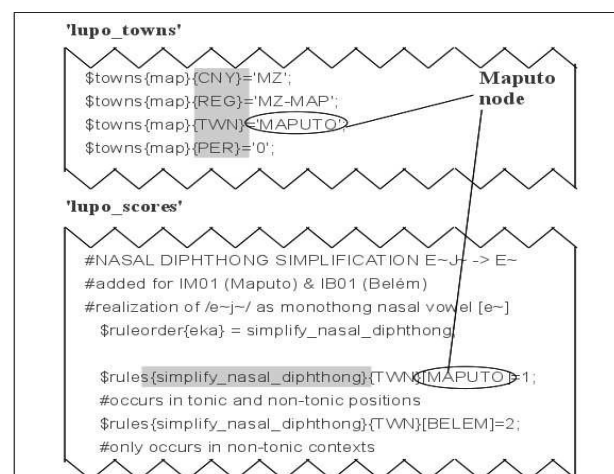 'lupo_towns'
$towns{map}{CNY}='MZ';
$towns{map}{REG}='MZ-MAP';
$towns{map}{TWN}='MAPUTO';
$towns{map}{PER}='0';
Maputo
node
'lupo_scores'
#NASAL DIPHTHONG SIMPLIFICATION E~J~ -> E~
#added for IM01 (Maputo) & IB01 (Belém)
#realization of /e~j~/ as monothong nasal vowel [e~]
$ruleorder{eka} = simplify_nasal_diphthong;
$rules{simplify_nasal_diphthong}{TWN}[MAPUTO]=1;
#occurs in tonic and non-tonic positions
$rules{simplify_nasal_diphthong}{TWN}[BELEM]=2;
#only occurs in non-tonic contexts